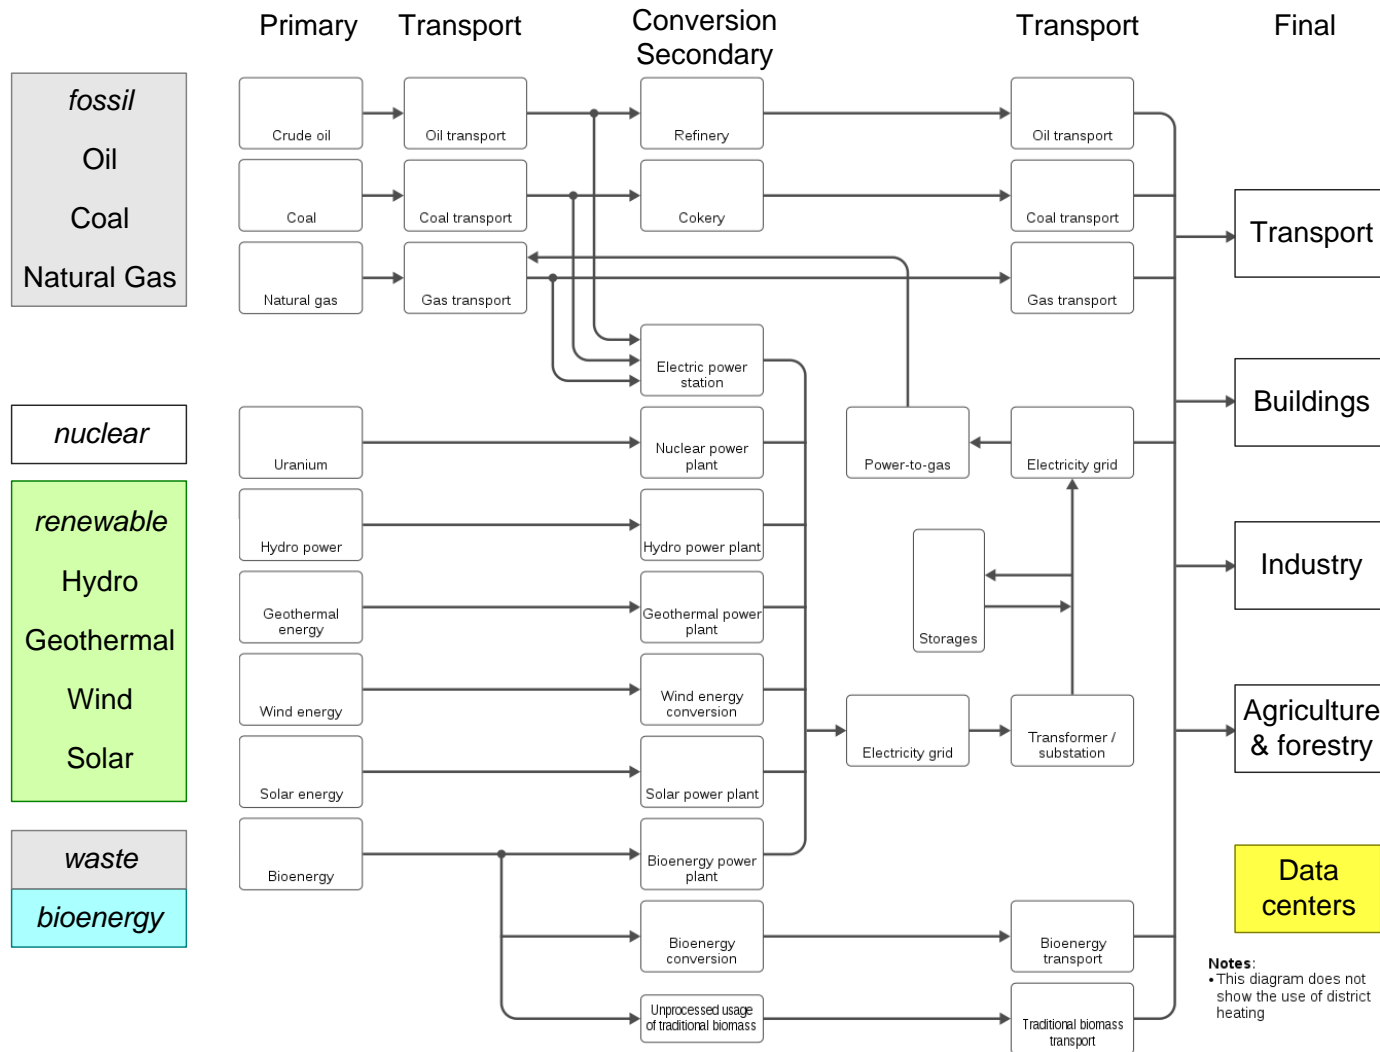 Primary
Transport
Conversion
Secondary
Transport
Final
fossil
Oil
Coal
Natural Gas
nuclear
renewable
Hydro
Geothermal
Wind
Solar
waste
bioenergy
Crude oil
Oil transport
Refinery
Oil transport
Coal
Coal transport
Cokery
Coal transport
Natural gas
Gas transport
Gas transport
Electric power
station
Uranium
Nuclear power
plant
Power-to-gas
Electricity grid
Hydro power
Hydro power plant
Geothermal
energy
Geothermal power
plant
Storages
Wind energy
Wind energy
conversion
Electricity grid
Transformer /
substation
Solar energy
Solar power plant
Bioenergy
Bioenergy power
plant
Bioenergy
conversion
Bioenergy
transport
Unprocessed usage
of traditional biomass
Traditional biomass
transport
Transport
Buildings
Industry
Agriculture
& forestry
Data
centers
Notes:
• This diagram does not
show the use of district
heating